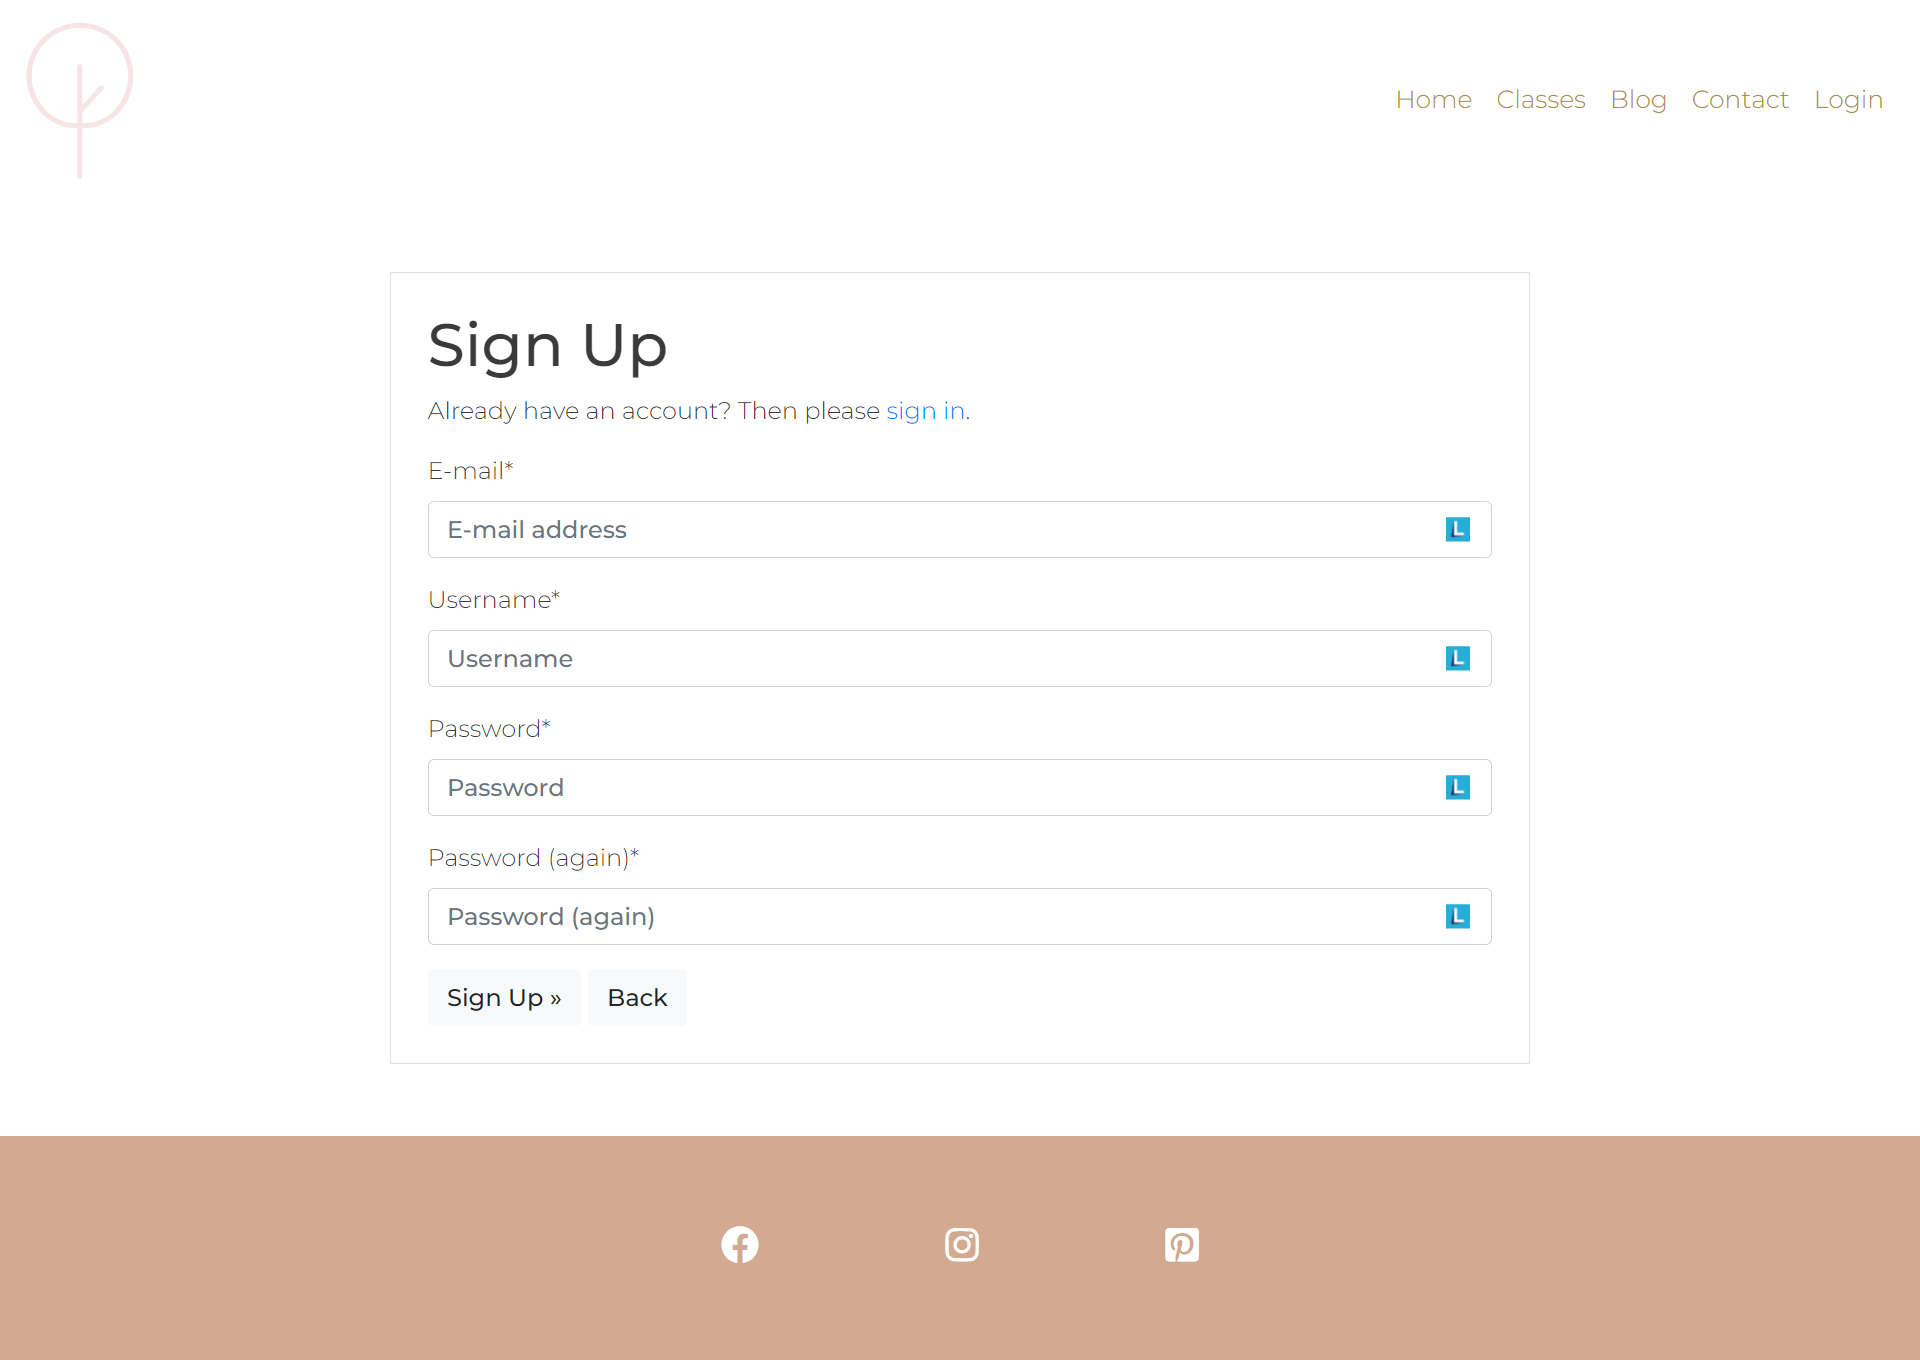 Home Classes Blog Contact Login
Sign Up
Already have an account? Then please sign in.
E-mail*
E-mail address
L
Username*
Username
L
Password*
Password
L
Password (again)*
Password (again)
L
Sign Up » Back